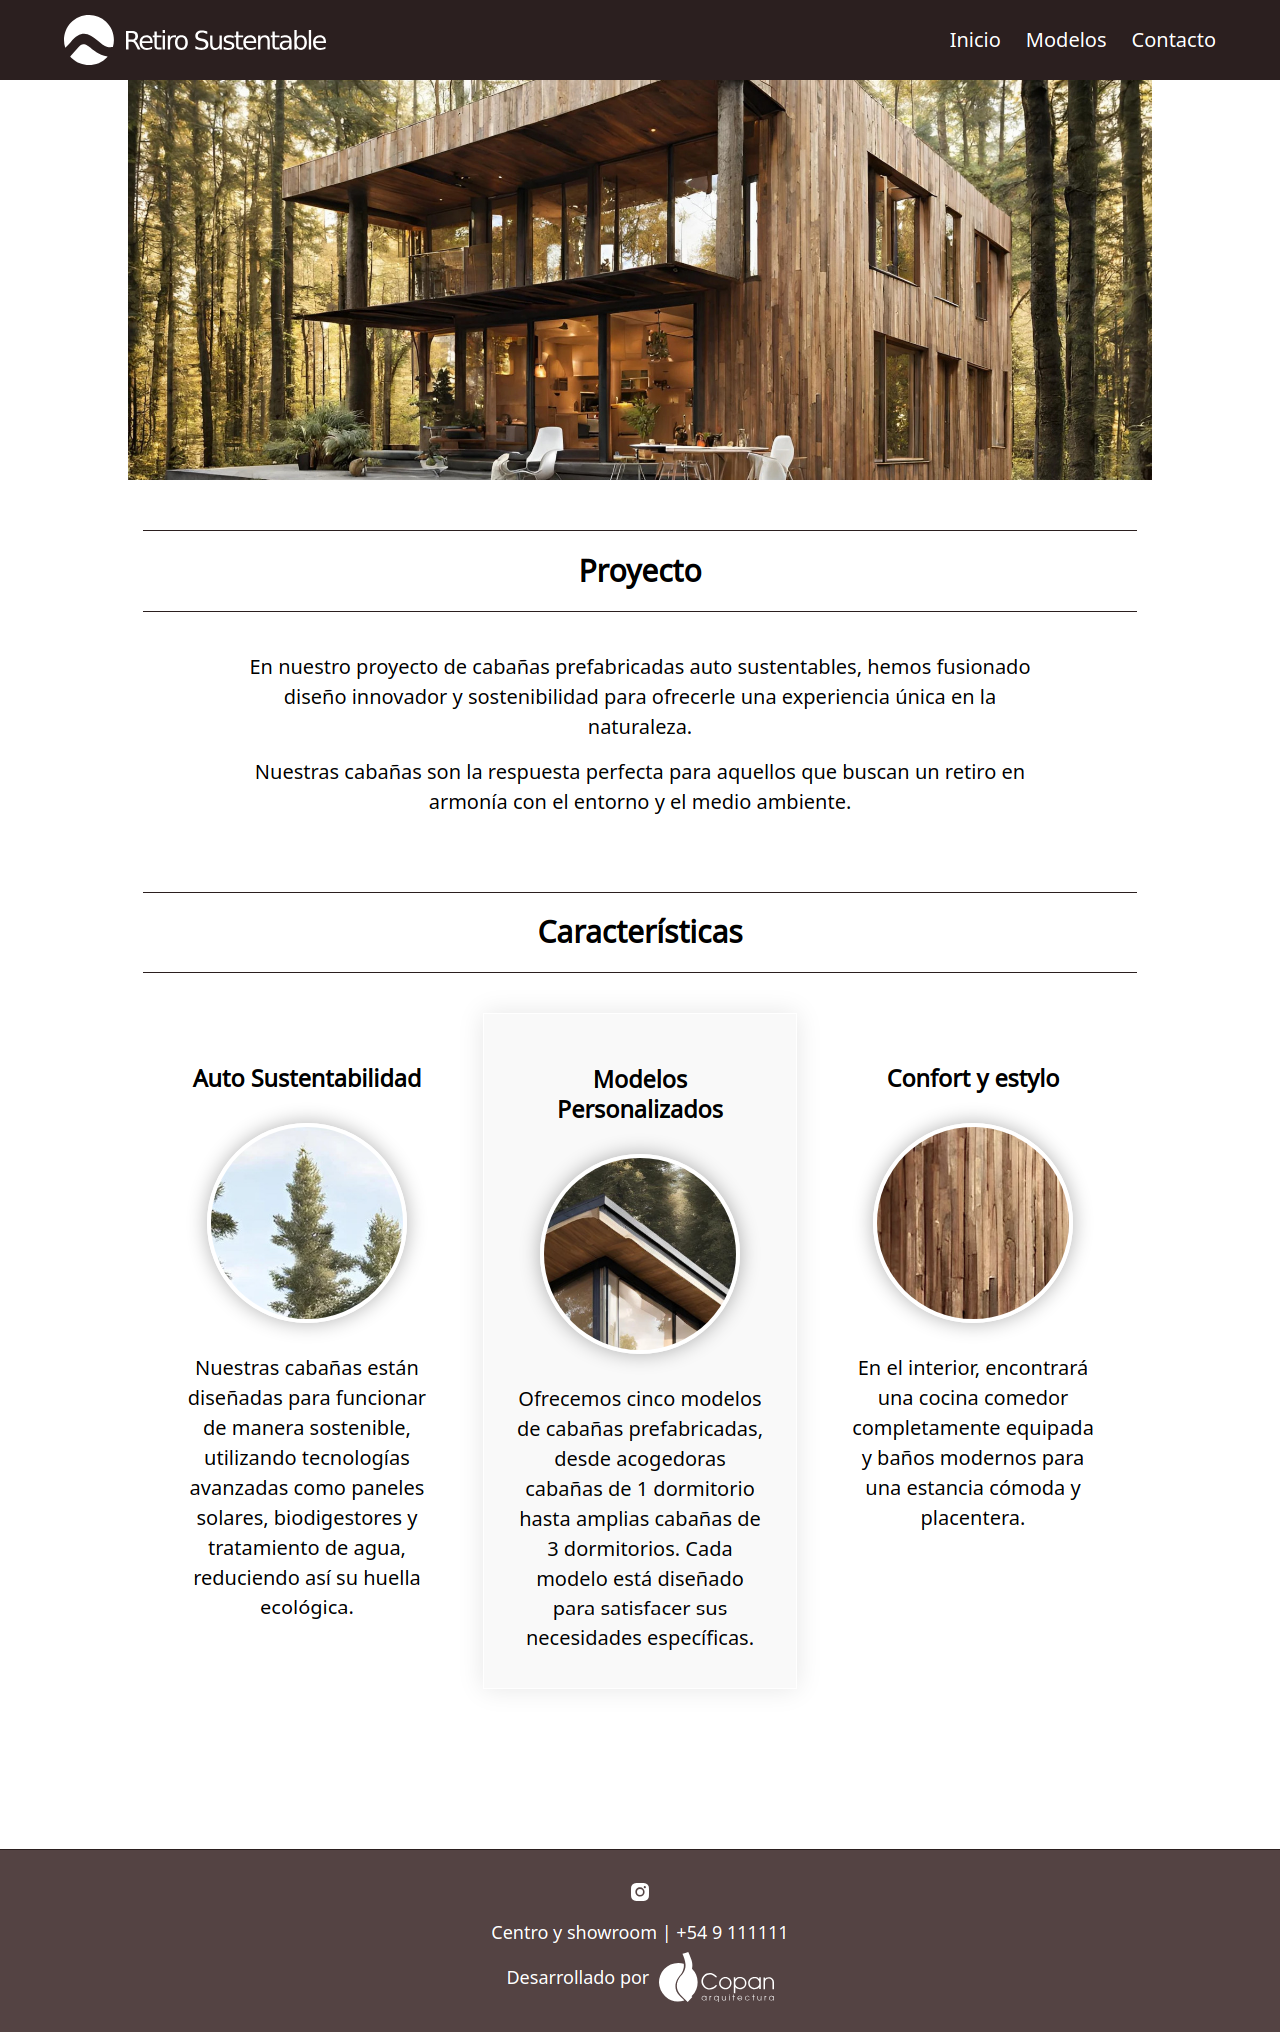 Retiro Sustentable
Inicio Modelos Contacto
Proyecto
En nuestro proyecto de cabañas prefabricadas auto sustentables, hemos fusionado
diseño innovador y sostenibilidad para ofrecerle una experiencia única en la
naturaleza.
Nuestras cabañas son la respuesta perfecta para aquellos que buscan un retiro en
armonía con el entorno y el medio ambiente.
Características
Auto Sustentabilidad
Nuestras cabañas están
diseñadas para funcionar
de manera sostenible,
utilizando tecnologías
avanzadas como paneles
solares, biodigestores y
tratamiento de agua,
reduciendo así su huella
ecológica.
Modelos
Personalizados
Ofrecemos cinco modelos
de cabañas prefabricadas,
desde acogedoras
cabañas de 1 dormitorio
hasta amplias cabañas de
3 dormitorios. Cada
modelo está diseñado
para satisfacer sus
necesidades específicas.
Confort y estylo
En el interior, encontrará
una cocina comedor
completamente equipada
y baños modernos para
una estancia cómoda y
placentera.
Centro y showroom | +54 9 111111
Desarrollado por Copan
arquitectura